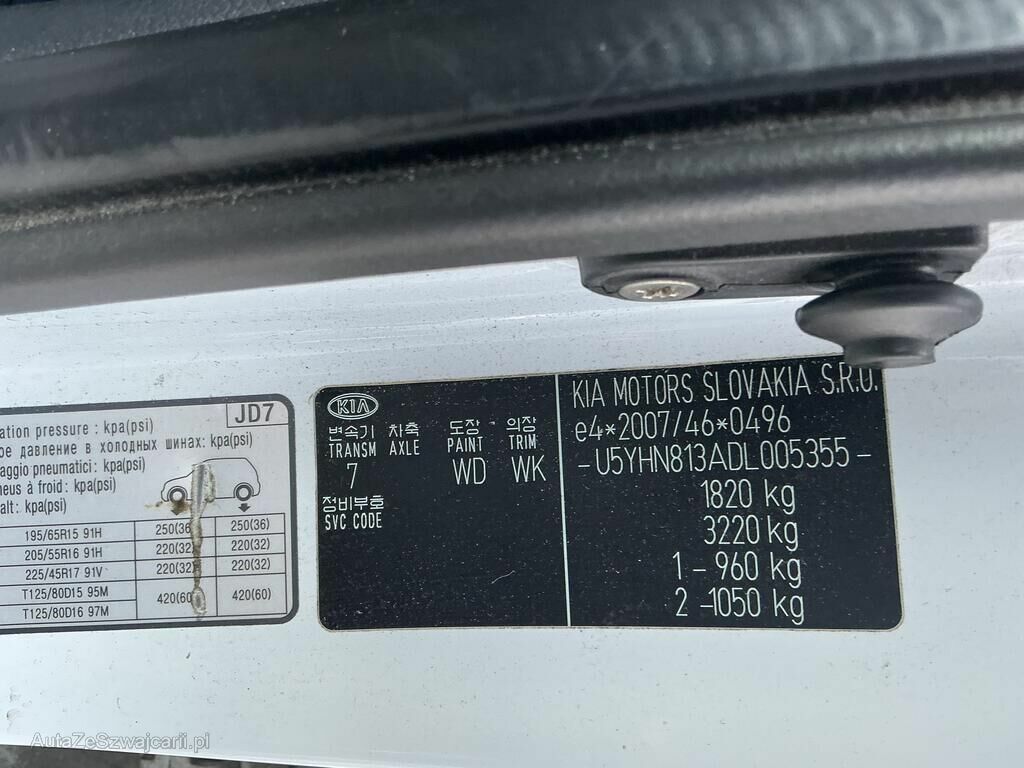 JD7
ation pressure : kpa(psi)
ое давление в холодных шинах: kpa(psi)
aggio pneumatici : kpa(psi)
neus à froid : kpa(psi)
alt: kpa(psi)
195/65R15 91H 250(36) 250(36)
205/55R16 91H 220(32) 220(32)
225/45R17 91V 220(32) 220(32)
T125/80D15 95M 420(60) 420(60)
T125/80D16 97M
KIA
변속기 차축 도장 의장
TRANSM AXLE PAINT TRIM
7 WD WK
정비부호
SVC CODE
KIA MOTORS SLOVAKIA S.R.O.
e4*2007/46*0496
-U5YHN813ADL005355-
1820 kg
3220 kg
1 - 960 kg
2 -1050 kg
AutaZeSzwajcarii.pl